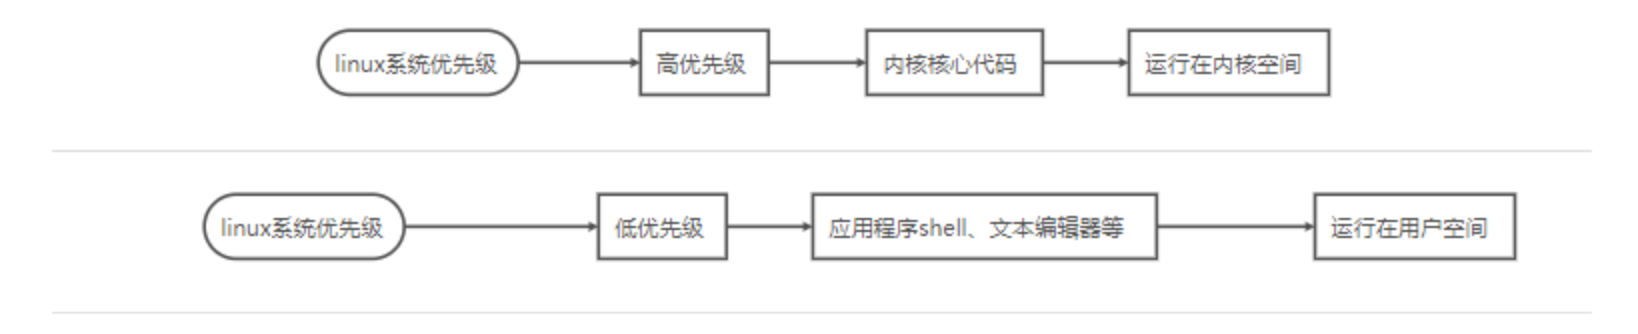 linux系统优先级 高优先级 内核核心代码 运行在内核空间
linux系统优先级 低优先级 应用程序shell、文本编辑器等 运行在用户空间